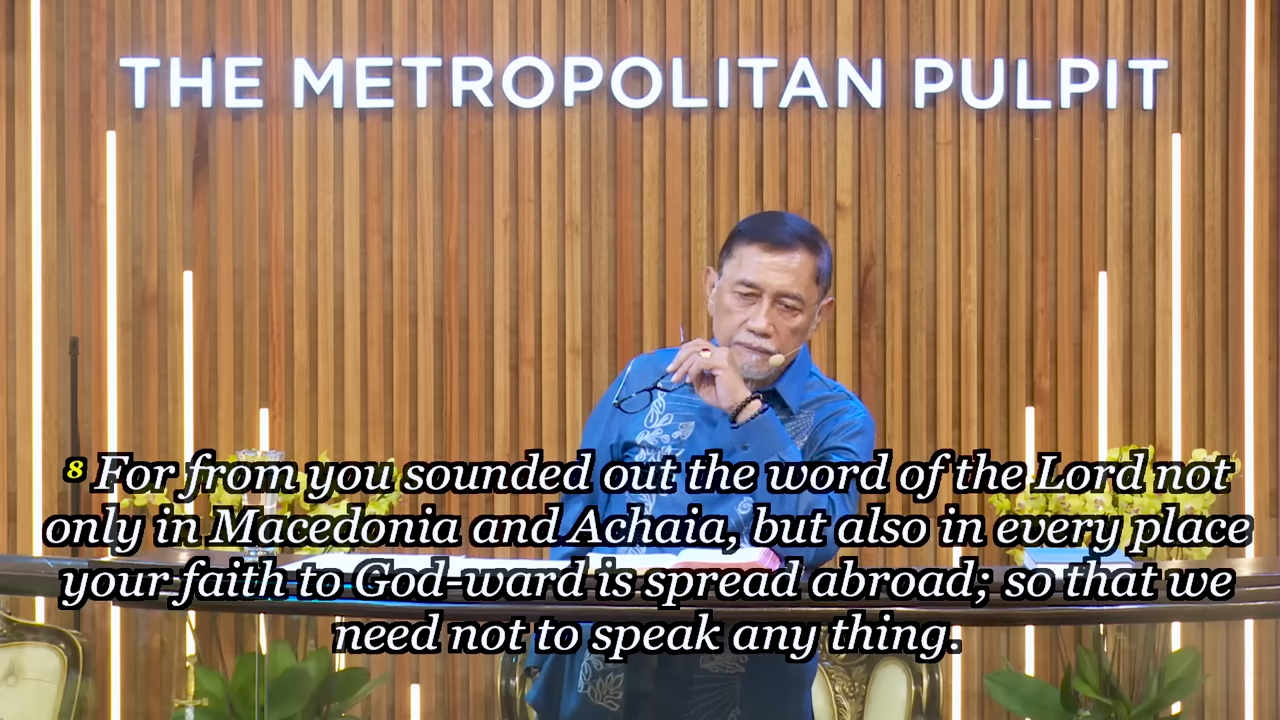 THE METROPOLITAN PULPIT
8 For from you sounded out the word of the Lord not
only in Macedonia and Achaia, but also in every place
your faith to God-ward is spread abroad; so that we
need not to speak any thing.